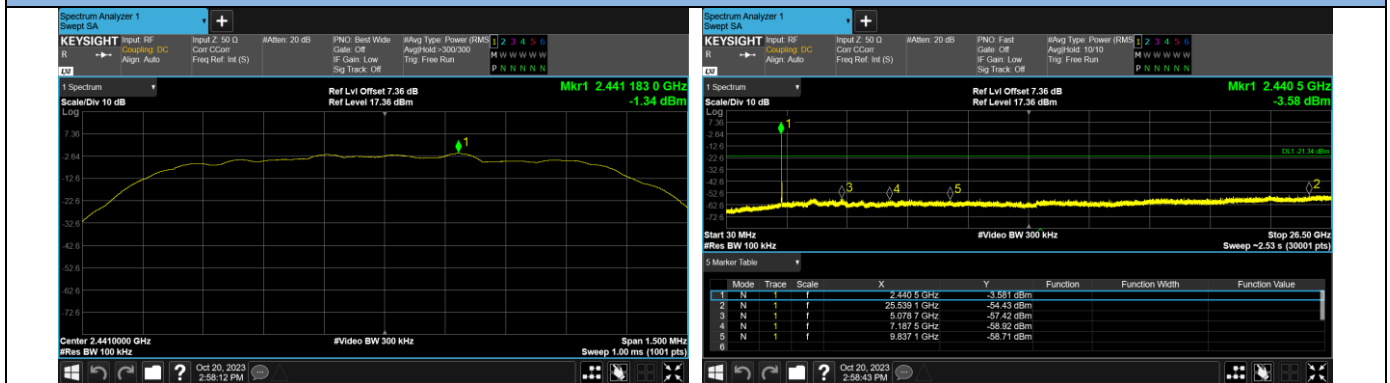 Spectrum Analyzer 1
Swept SA
+
KEYSIGHT Input: RF Input Z: 50 Ω #Atten: 20 dB PNO: Best Wide #Avg Type: Power (RMS 1 2 3 4 5 6
R Coupling: DC Corr CCorr Gate: Off Avg|Hold:>300/300 M W W W W W
Align: Auto Freq Ref: Int (S) IF Gain: Low Trig: Free Run
Sig Track: Off P N N N N N
1 Spectrum Ref Lvl Offset 7.36 dB Mkr1 2.441 183 0 GHz
Scale/Div 10 dB Ref Level 17.36 dBm -1.34 dBm
Log
7.36
1
-2.64
-12.6
-22.6
-32.6
-42.6
-52.6
-62.6
-72.6
Center 2.4410000 GHz #Video BW 300 kHz Span 1.500 MHz
#Res BW 100 kHz Sweep 1.00 ms (1001 pts)
? Oct 20, 2023
2:58:12 PM
Spectrum Analyzer 1
Swept SA
+
KEYSIGHT Input: RF Input Z: 50 Ω #Atten: 20 dB PNO: Fast #Avg Type: Power (RMS 1 2 3 4 5 6
R Coupling: DC Corr CCorr Gate: Off Avg|Hold: 10/10 M W W W W W
Align: Auto Freq Ref: Int (S) IF Gain: Low Trig: Free Run
Sig Track: Off P N N N N N
1 Spectrum Ref Lvl Offset 7.36 dB Mkr1 2.440 5 GHz
Scale/Div 10 dB Ref Level 17.36 dBm -3.58 dBm
Log
7.36
1
-2.64
-12.6
DL1 -21.34 dBm
-22.6
-32.6
-42.6
3 4 5 2
-52.6
-62.6
-72.6
Start 30 MHz #Video BW 300 kHz Stop 26.50 GHz
#Res BW 100 kHz Sweep ~2.53 s (30001 pts)
5 Marker Table
Mode Trace Scale X Y Function Function Width Function Value
1 N 1 f 2.440 5 GHz -3.581 dBm
2 N 1 f 25.539 1 GHz -54.43 dBm
3 N 1 f 5.078 7 GHz -57.42 dBm
4 N 1 f 7.187 5 GHz -58.92 dBm
5 N 1 f 9.837 1 GHz -58.71 dBm
6
? Oct 20, 2023
2:58:43 PM